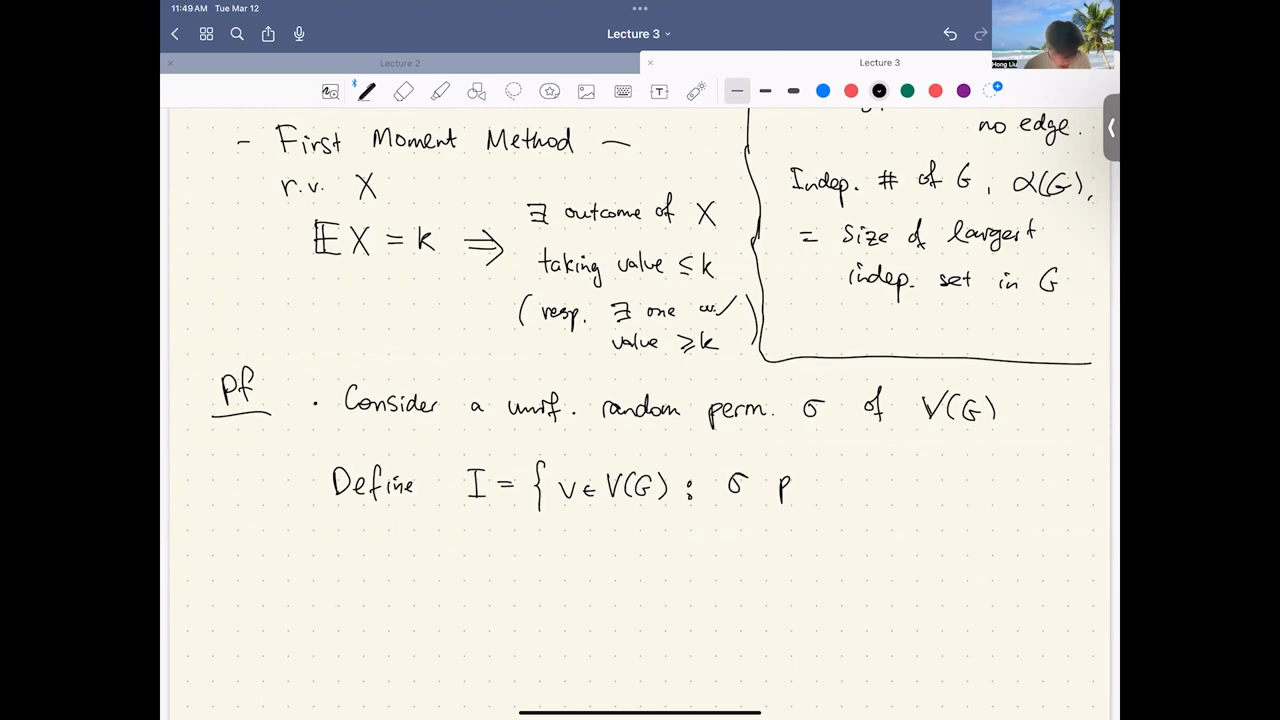 11:49 AM Tue Mar 12
Lecture 3
Hong Liu
Lecture 2
Lecture 3
- First Moment Method -
r.v. X
𝔼 X = k ⇒
∃ outcome of X
taking value ≤ k
( resp. ∃ one w/
value ≥ k )
no edge.
Indep. # of G, α(G),
= size of largest
indep. set in G
Pf
· Consider a unif. random perm. σ of V(G)
Define I = { v ∈ V(G) : σ p